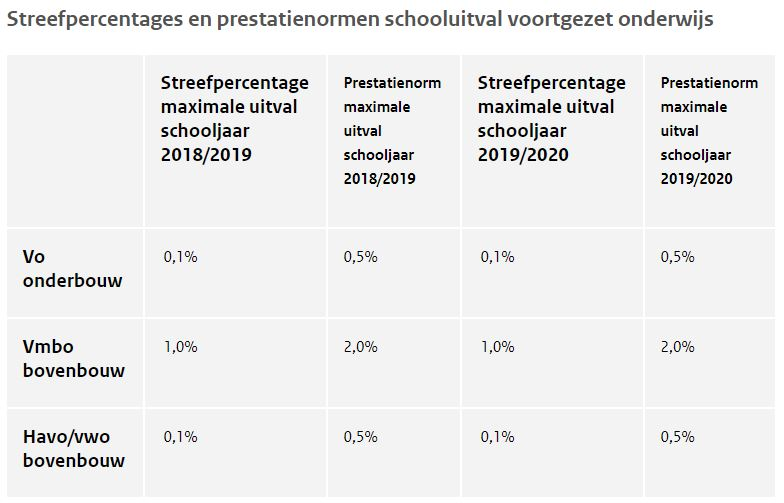 Streefpercentages en prestatienormen schooluitval voortgezet onderwijs
Streefpercentage
maximale uitval
schooljaar
2018/2019
Prestatienorm
maximale
uitval
schooljaar
2018/2019
Streefpercentage
maximale uitval
schooljaar
2019/2020
Prestatienorm
maximale
uitval
schooljaar
2019/2020
Vo
onderbouw
0,1%
0,5%
0,1%
0,5%
Vmbo
bovenbouw
1,0%
2,0%
1,0%
2,0%
Havo/vwo
bovenbouw
0,1%
0,5%
0,1%
0,5%